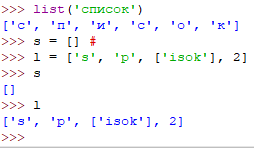 >>> list('список')
['с', 'п', 'и', 'с', 'о', 'к']
>>> s = [] #
>>> l = ['s', 'p', ['isok'], 2]
>>> s
[]
>>> l
['s', 'p', ['isok'], 2]
>>>